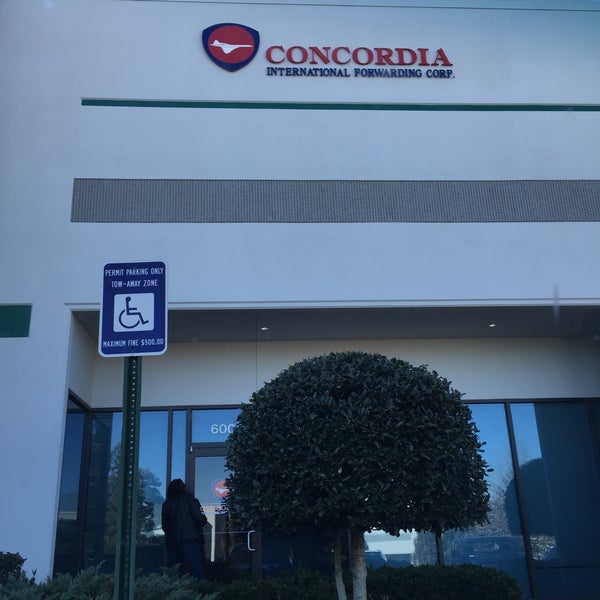 CONCORDIA
INTERNATIONAL FORWARDING CORP.
PERMIT PARKING ONLY
TOW-AWAY ZONE
MAXIMUM FINE $500.00
600